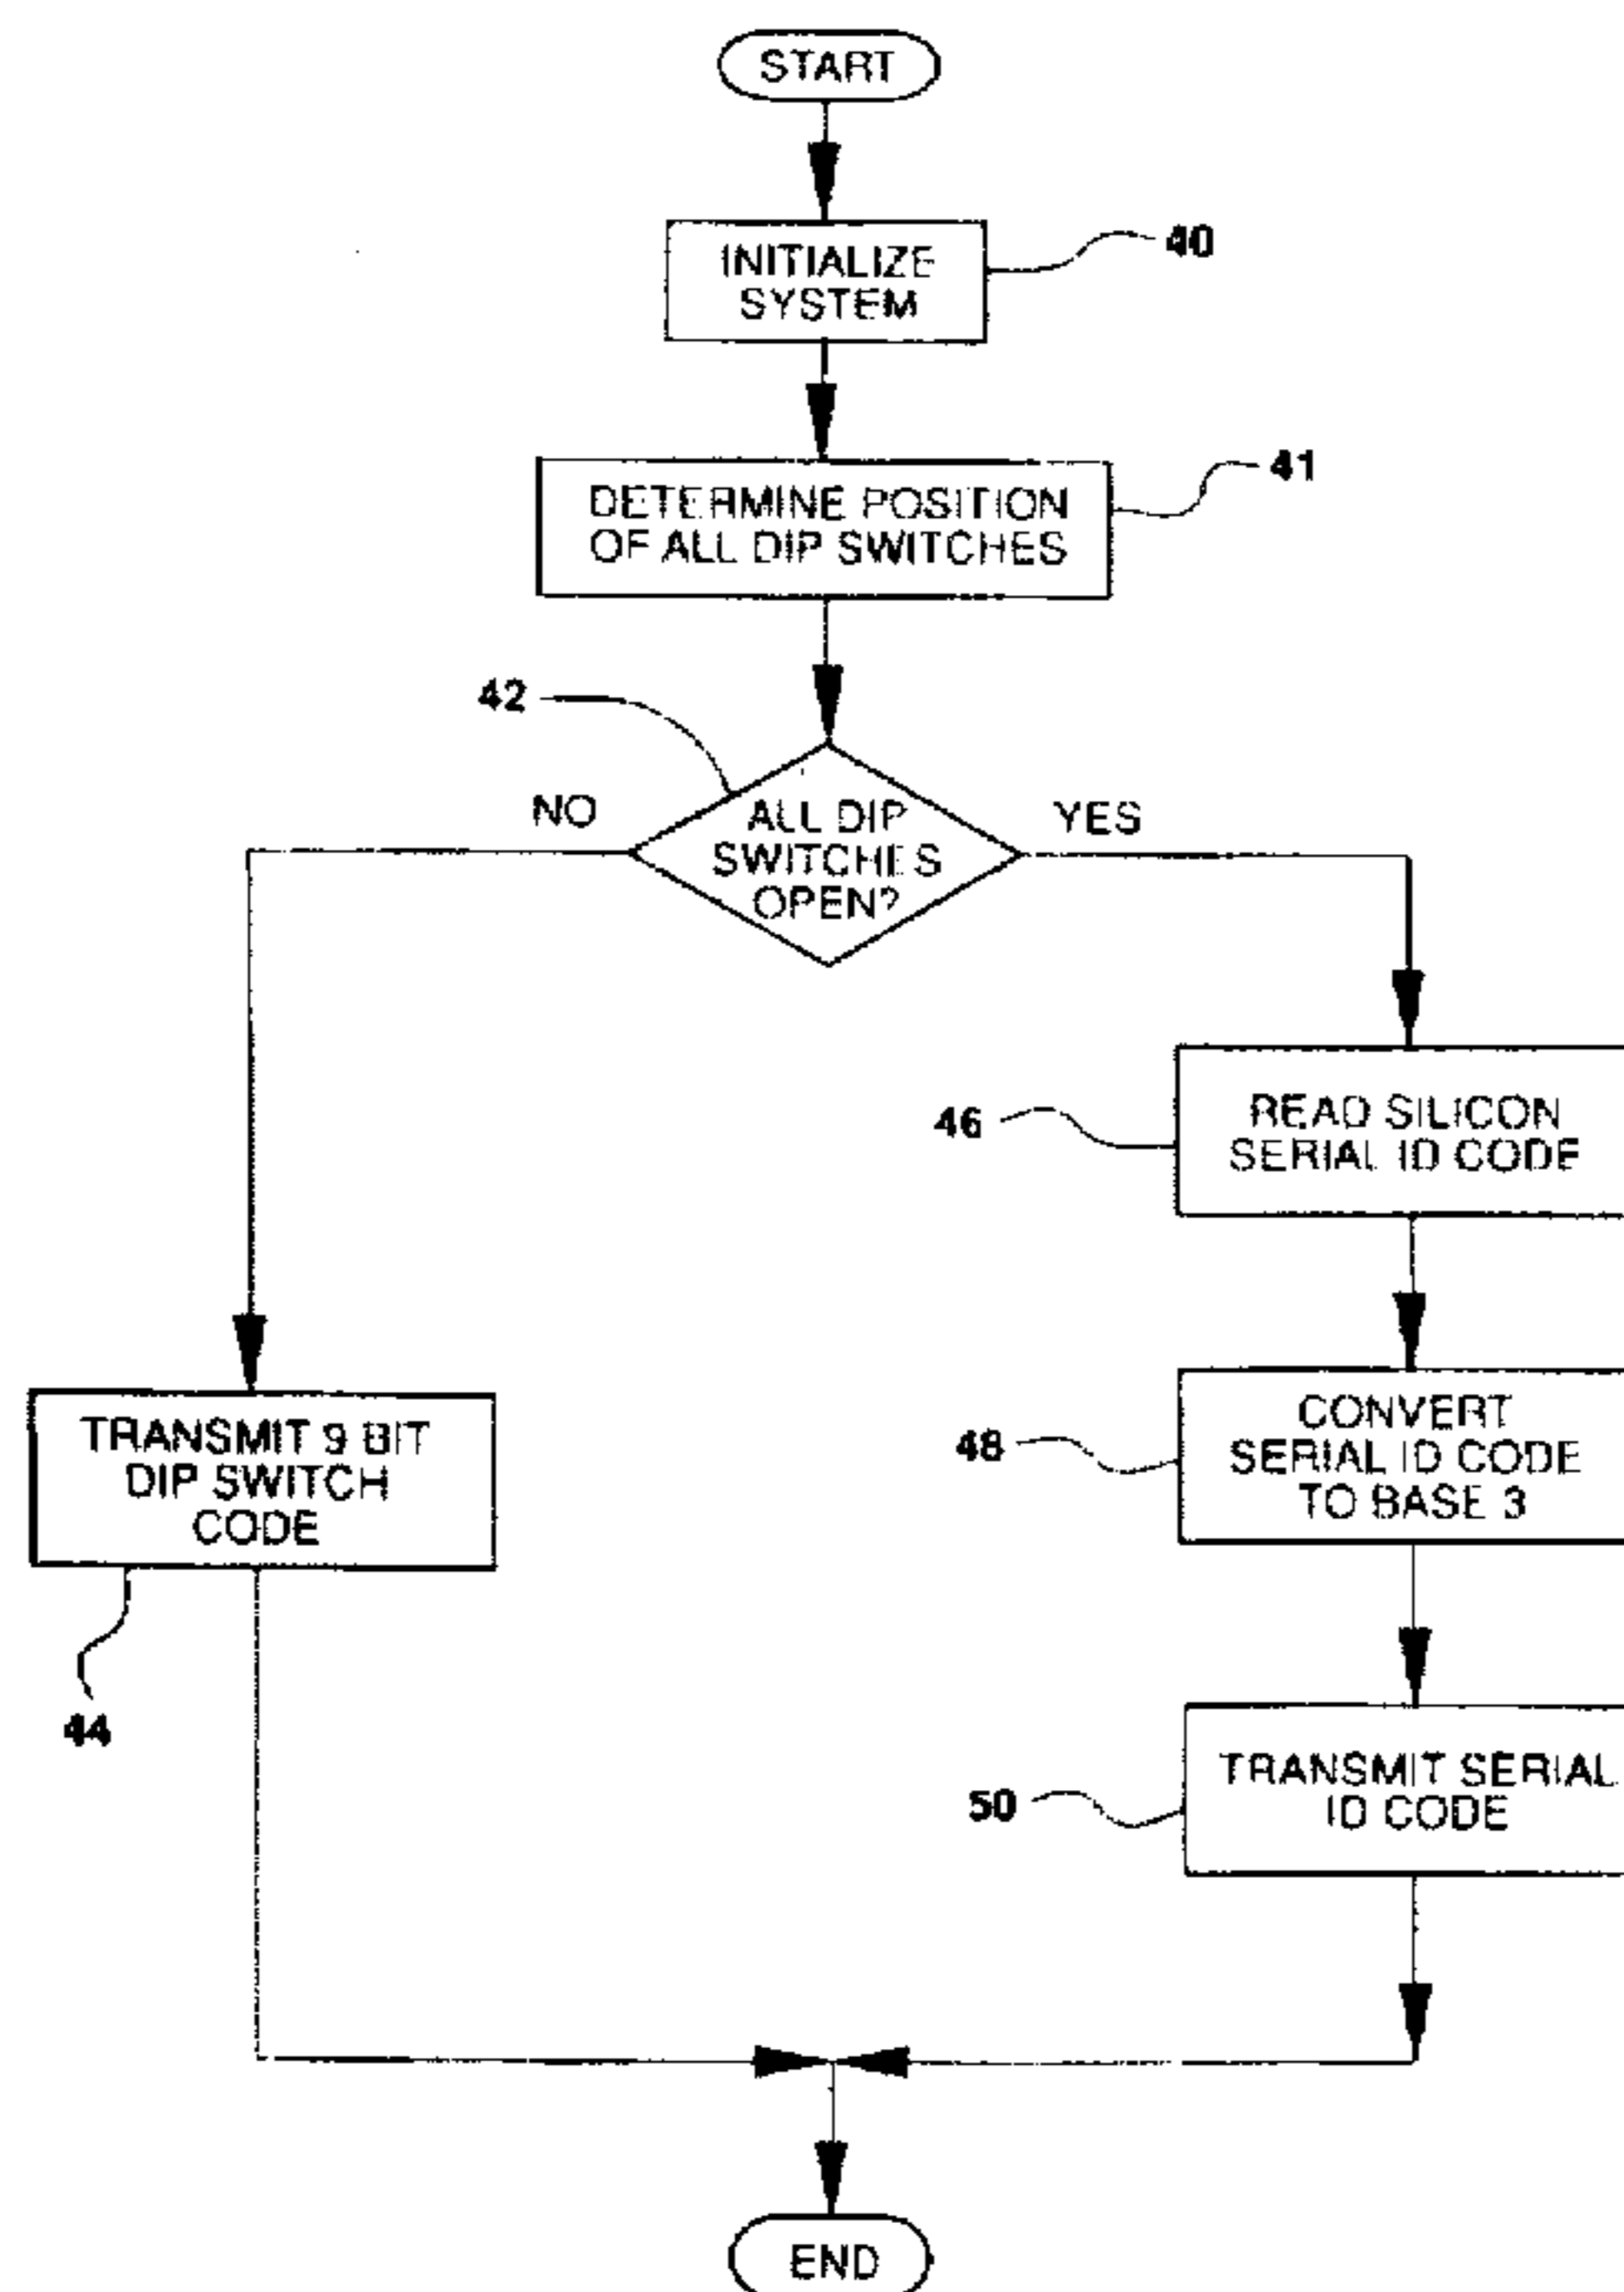 START
INITIALIZE
SYSTEM
40
DETERMINE POSITION
OF ALL DIP SWITCHES
41
42
NO
ALL DIP
SWITCHES
OPEN?
YES
46
READ SILICON
SERIAL ID CODE
TRANSMIT 9 BIT
DIP SWITCH
CODE
44
48
CONVERT
SERIAL ID CODE
TO BASE 3
50
TRANSMIT SERIAL
ID CODE
END